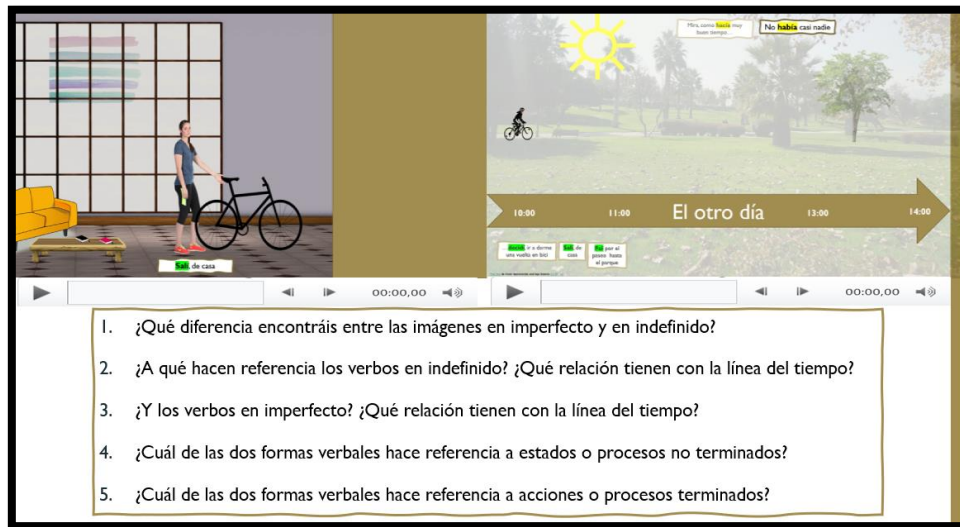 Salí de casa
Mira, como hacía muy
buen tiempo...
No había casi nadie
10:00
11:00
El otro día
13:00
14:00
decidí ir a darme
una vuelta en bici
Salí de
casa
Fui por el
paseo hasta
el parque
00:00,00
00:00,00
1. ¿Qué diferencia encontráis entre las imágenes en imperfecto y en indefinido?
2. ¿A qué hacen referencia los verbos en indefinido? ¿Qué relación tienen con la línea del tiempo?
3. ¿Y los verbos en imperfecto? ¿Qué relación tienen con la línea del tiempo?
4. ¿Cuál de las dos formas verbales hace referencia a estados o procesos no terminados?
5. ¿Cuál de las dos formas verbales hace referencia a acciones o procesos terminados?